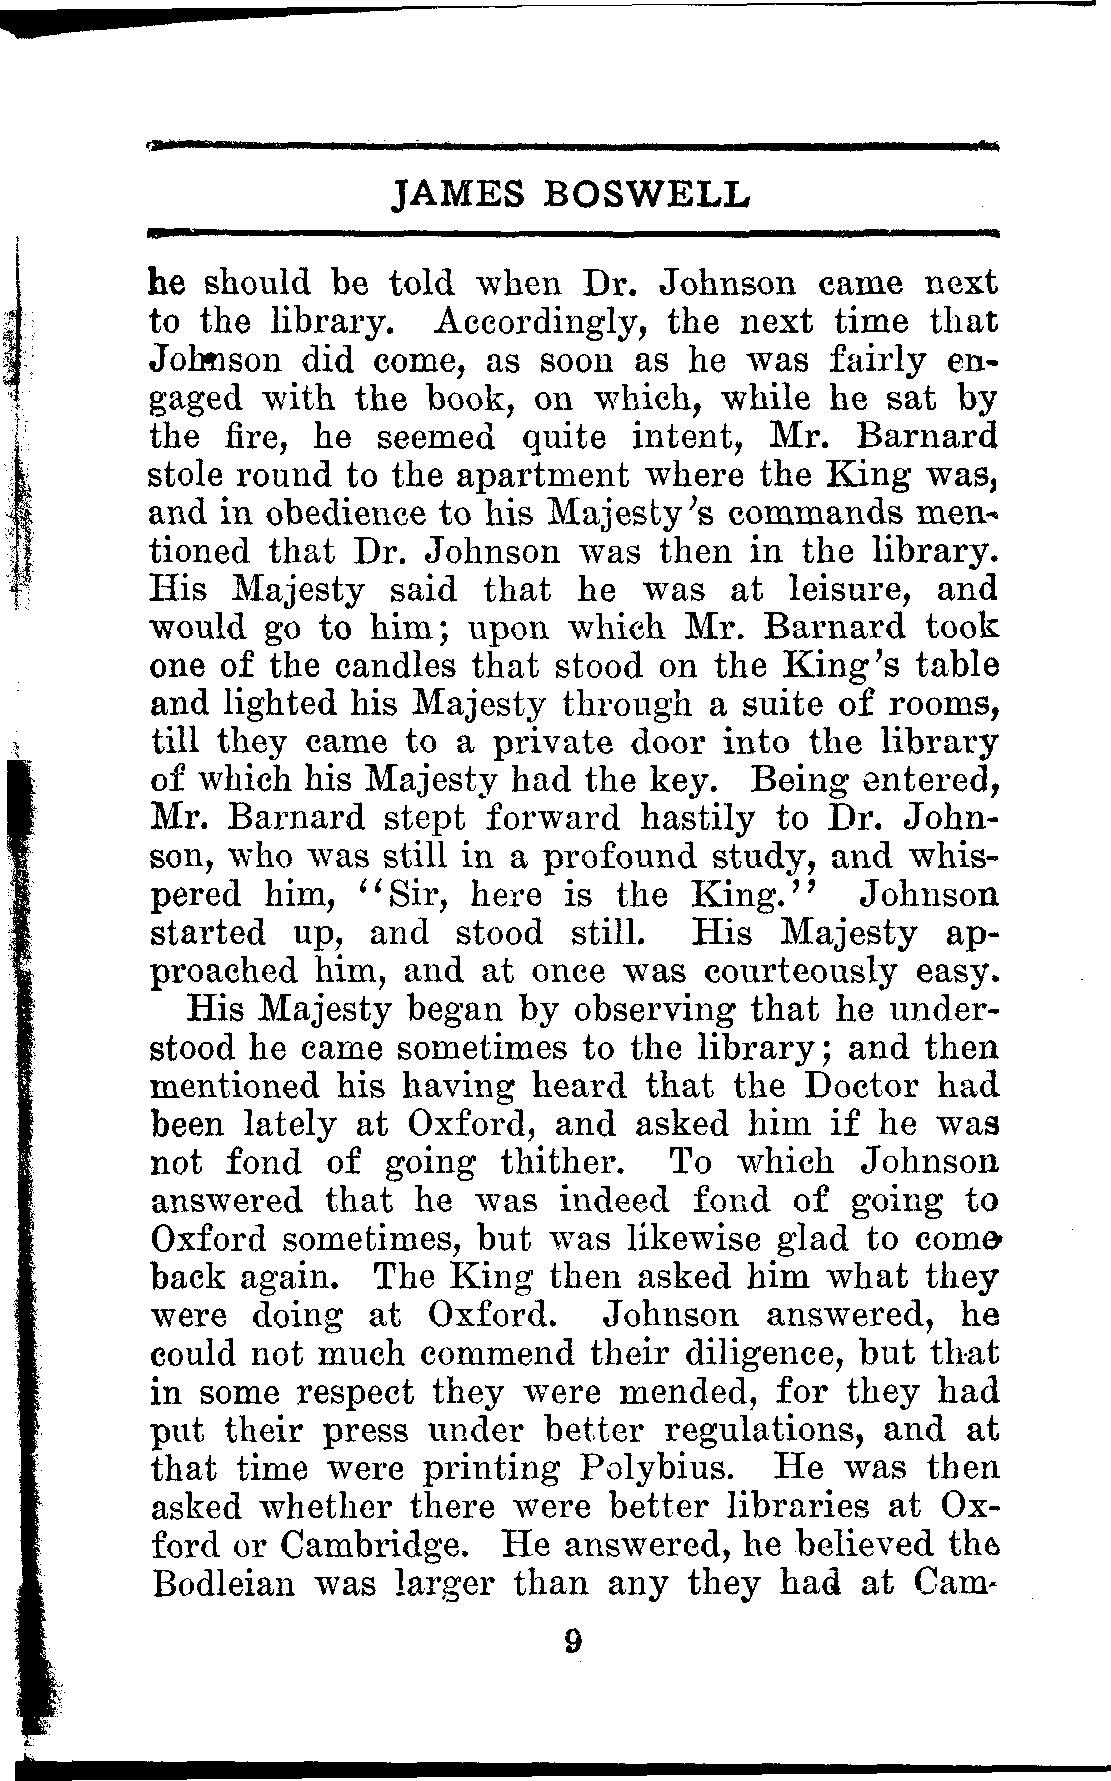 JAMES BOSWELL
he should be told when Dr. Johnson came next
to the library. Accordingly, the next time that
Johnson did come, as soon as he was fairly en-
gaged with the book, on which, while he sat by
the fire, he seemed quite intent, Mr. Barnard
stole round to the apartment where the King was,
and in obedience to his Majesty's commands men-
tioned that Dr. Johnson was then in the library.
His Majesty said that he was at leisure, and
would go to him; upon which Mr. Barnard took
one of the candles that stood on the King's table
and lighted his Majesty through a suite of rooms,
till they came to a private door into the library
of which his Majesty had the key. Being entered,
Mr. Barnard stept forward hastily to Dr. John-
son, who was still in a profound study, and whis-
pered him, "Sir, here is the King." Johnson
started up, and stood still. His Majesty ap-
proached him, and at once was courteously easy.
His Majesty began by observing that he under-
stood he came sometimes to the library; and then
mentioned his having heard that the Doctor had
been lately at Oxford, and asked him if he was
not fond of going thither. To which Johnson
answered that he was indeed fond of going to
Oxford sometimes, but was likewise glad to come
back again. The King then asked him what they
were doing at Oxford. Johnson answered, he
could not much commend their diligence, but that
in some respect they were mended, for they had
put their press under better regulations, and at
that time were printing Polybius. He was then
asked whether there were better libraries at Ox-
ford or Cambridge. He answered, he believed the
Bodleian was larger than any they had at Cam-
9